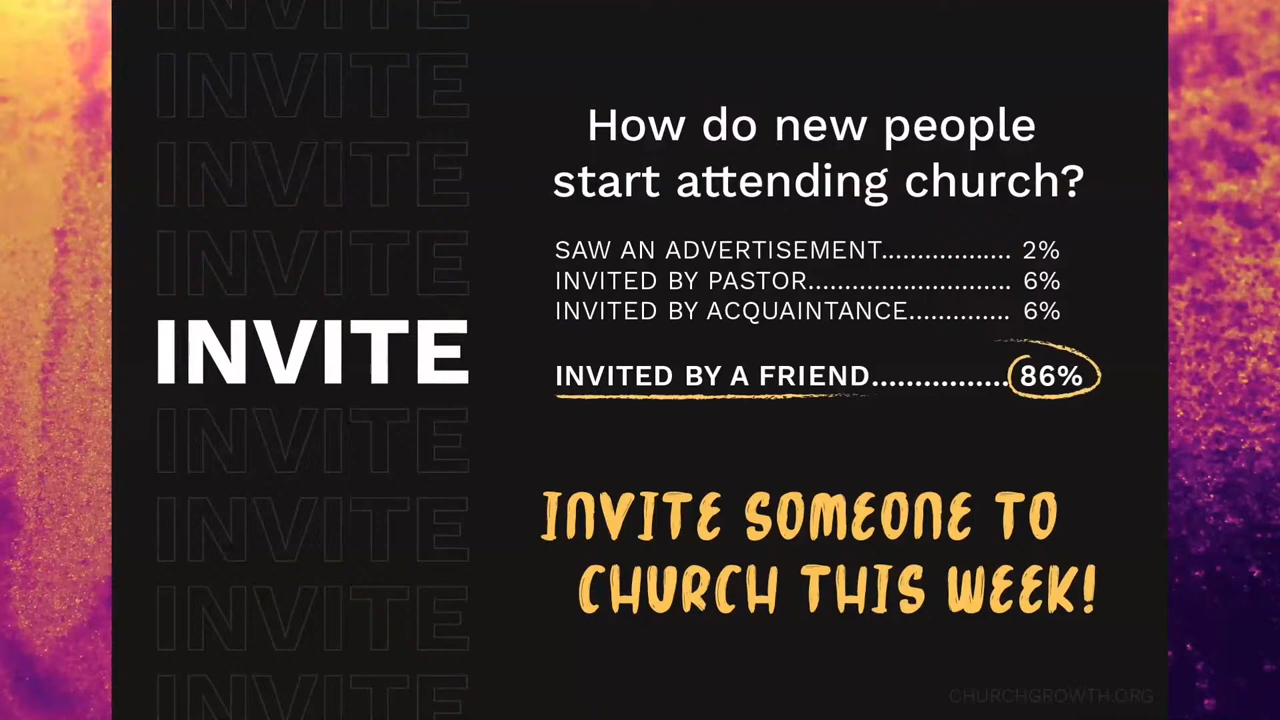 INVITE
INVITE
INVITE
INVITE
INVITE
INVITE
INVITE
INVITE
INVITE
How do new people
start attending church?
SAW AN ADVERTISEMENT.................. 2%
INVITED BY PASTOR............................ 6%
INVITED BY ACQUAINTANCE.............. 6%
INVITED BY A FRIEND................. 86%
INVITE SOMEONE TO
CHURCH THIS WEEK!
CHURCHGROWTH.ORG